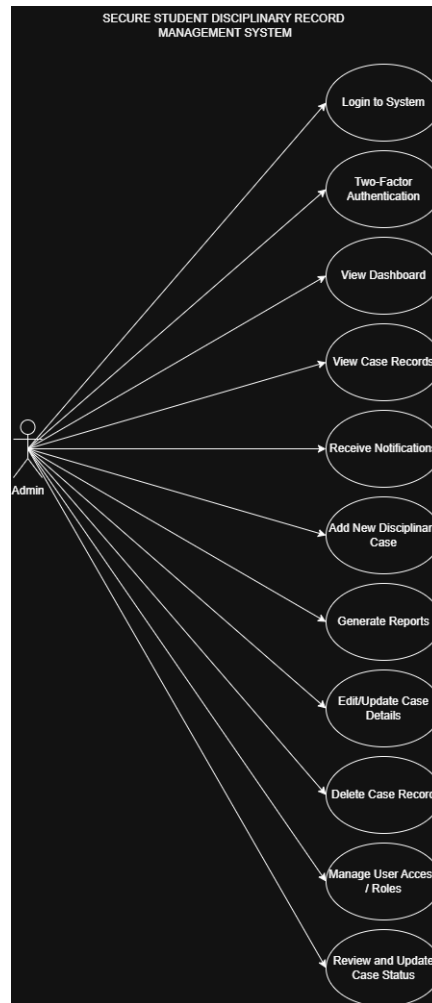 SECURE STUDENT DISCIPLINARY RECORD
MANAGEMENT SYSTEM
Login to System
Two-Factor
Authentication
View Dashboard
View Case Records
Receive Notifications
Admin
Add New Disciplinary
Case
Generate Reports
Edit/Update Case
Details
Delete Case Record
Manage User Access
/ Roles
Review and Update
Case Status